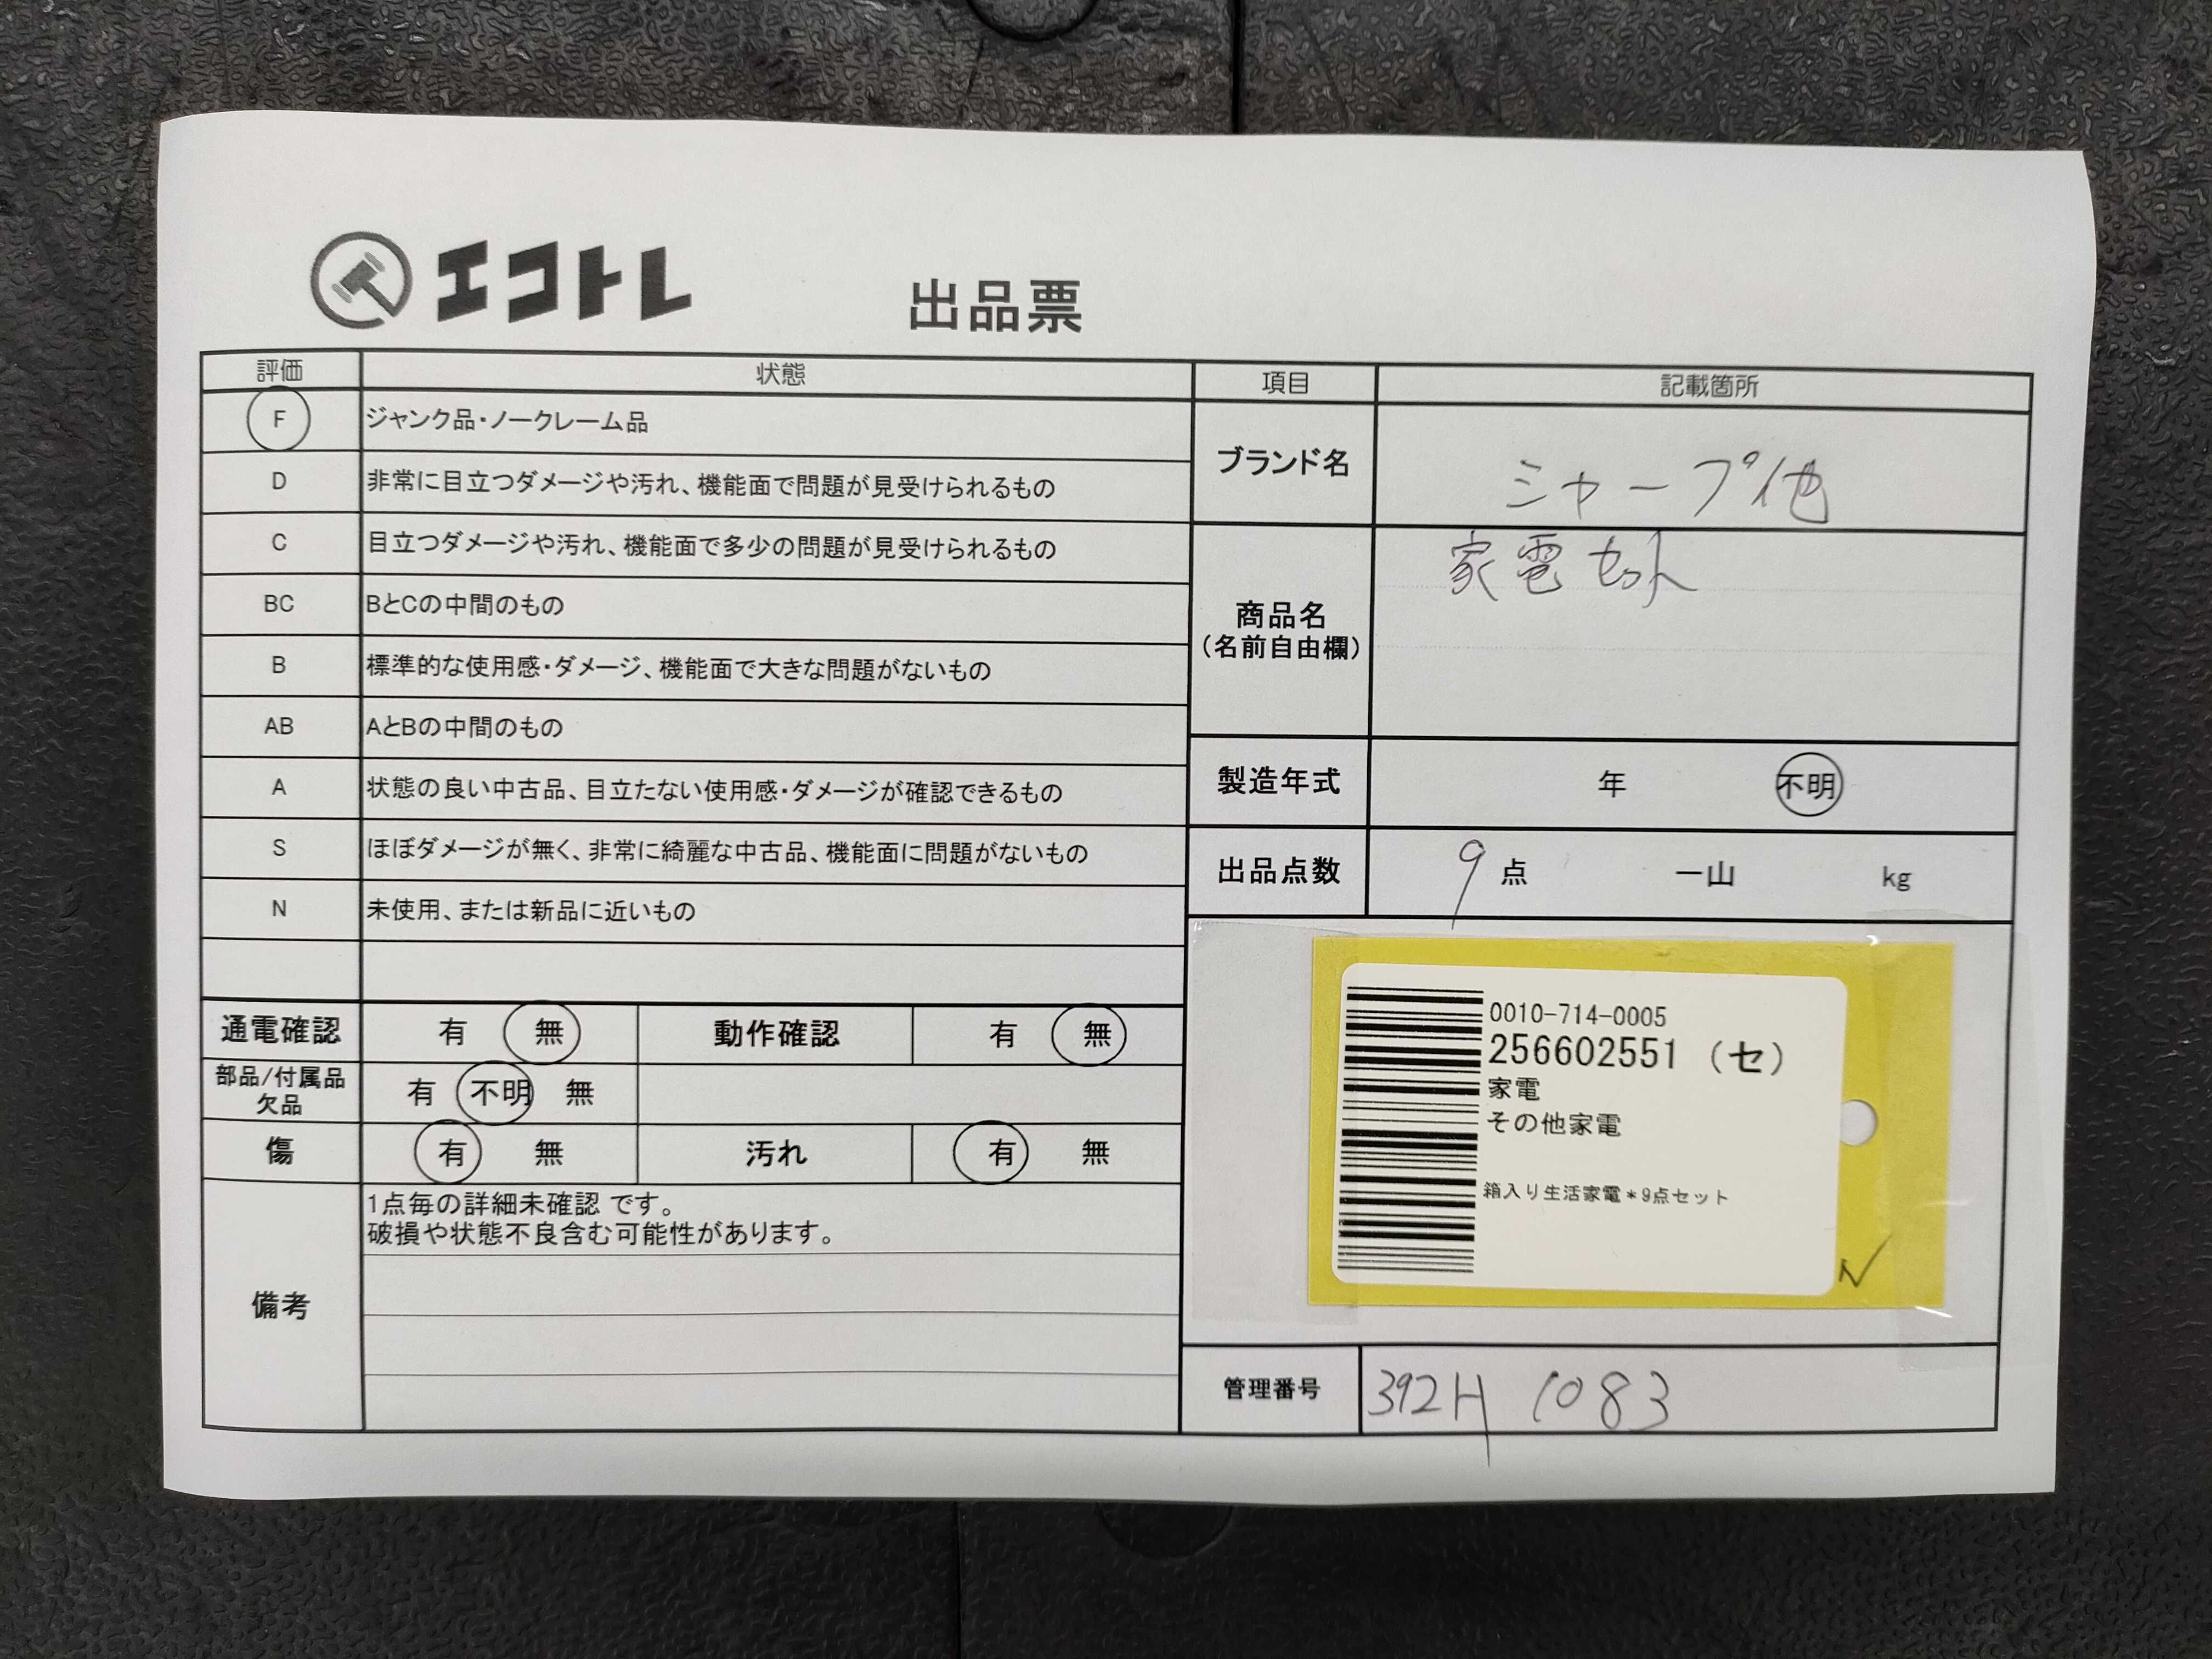 エコトレ
出品票
評価 状態
F ジャンク品・ノークレーム品
D 非常に目立つダメージや汚れ、機能面で問題が見受けられるもの
C 目立つダメージや汚れ、機能面で多少の問題が見受けられるもの
BC BとCの中間のもの
B 標準的な使用感・ダメージ、機能面で大きな問題がないもの
AB AとBの中間のもの
A 状態の良い中古品、目立たない使用感・ダメージが確認できるもの
S ほぼダメージが無く、非常に綺麗な中古品、機能面に問題がないもの
N 未使用、または新品に近いもの
通電確認 有 無 動作確認 有 無
部品/付属品
欠品
有 不明 無
傷 有 無 汚れ 有 無
備考
1点毎の詳細未確認 です。
破損や状態不良含む可能性があります。
項目 記載箇所
ブランド名 シャープ他
商品名
(名前自由欄)
家電セット
製造年式 年 不明
出品点数 9 点 一山 kg
0010-714-0005
256602551 (セ)
家電
その他家電
箱入り生活家電*9点セット
管理番号 392H 1083